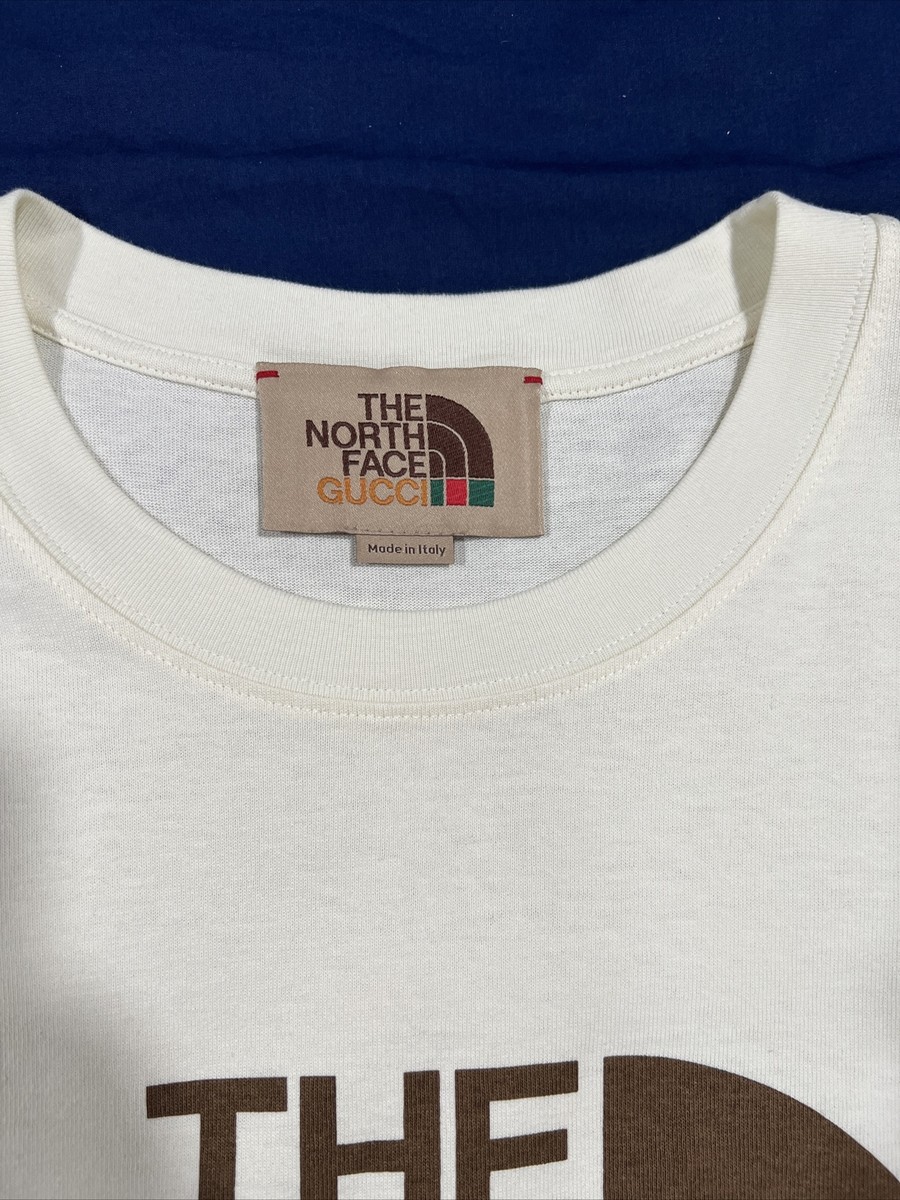 THE
NORTH
FACE
GUCCI
Made in Italy
THE